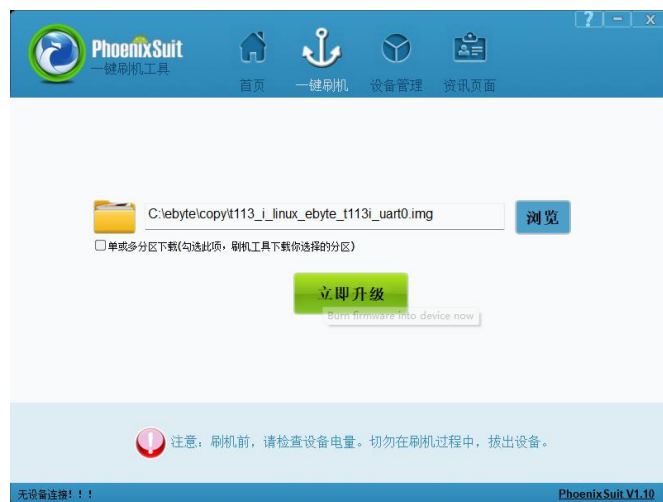 ? - x
PhoenixSuit
一键刷机工具
首页 一键刷机 设备管理 资讯页面
C:\ebyte\copy\t113_i_linux_ebyte_t113i_uart0.img
浏览
单或多分区下载(勾选此项，刷机工具下载你选择的分区)
立即升级
Burn firmware into device now
注意：刷机前，请检查设备电量。切勿在刷机过程中，拔出设备。
无设备连接！！！
PhoenixSuit V1.10